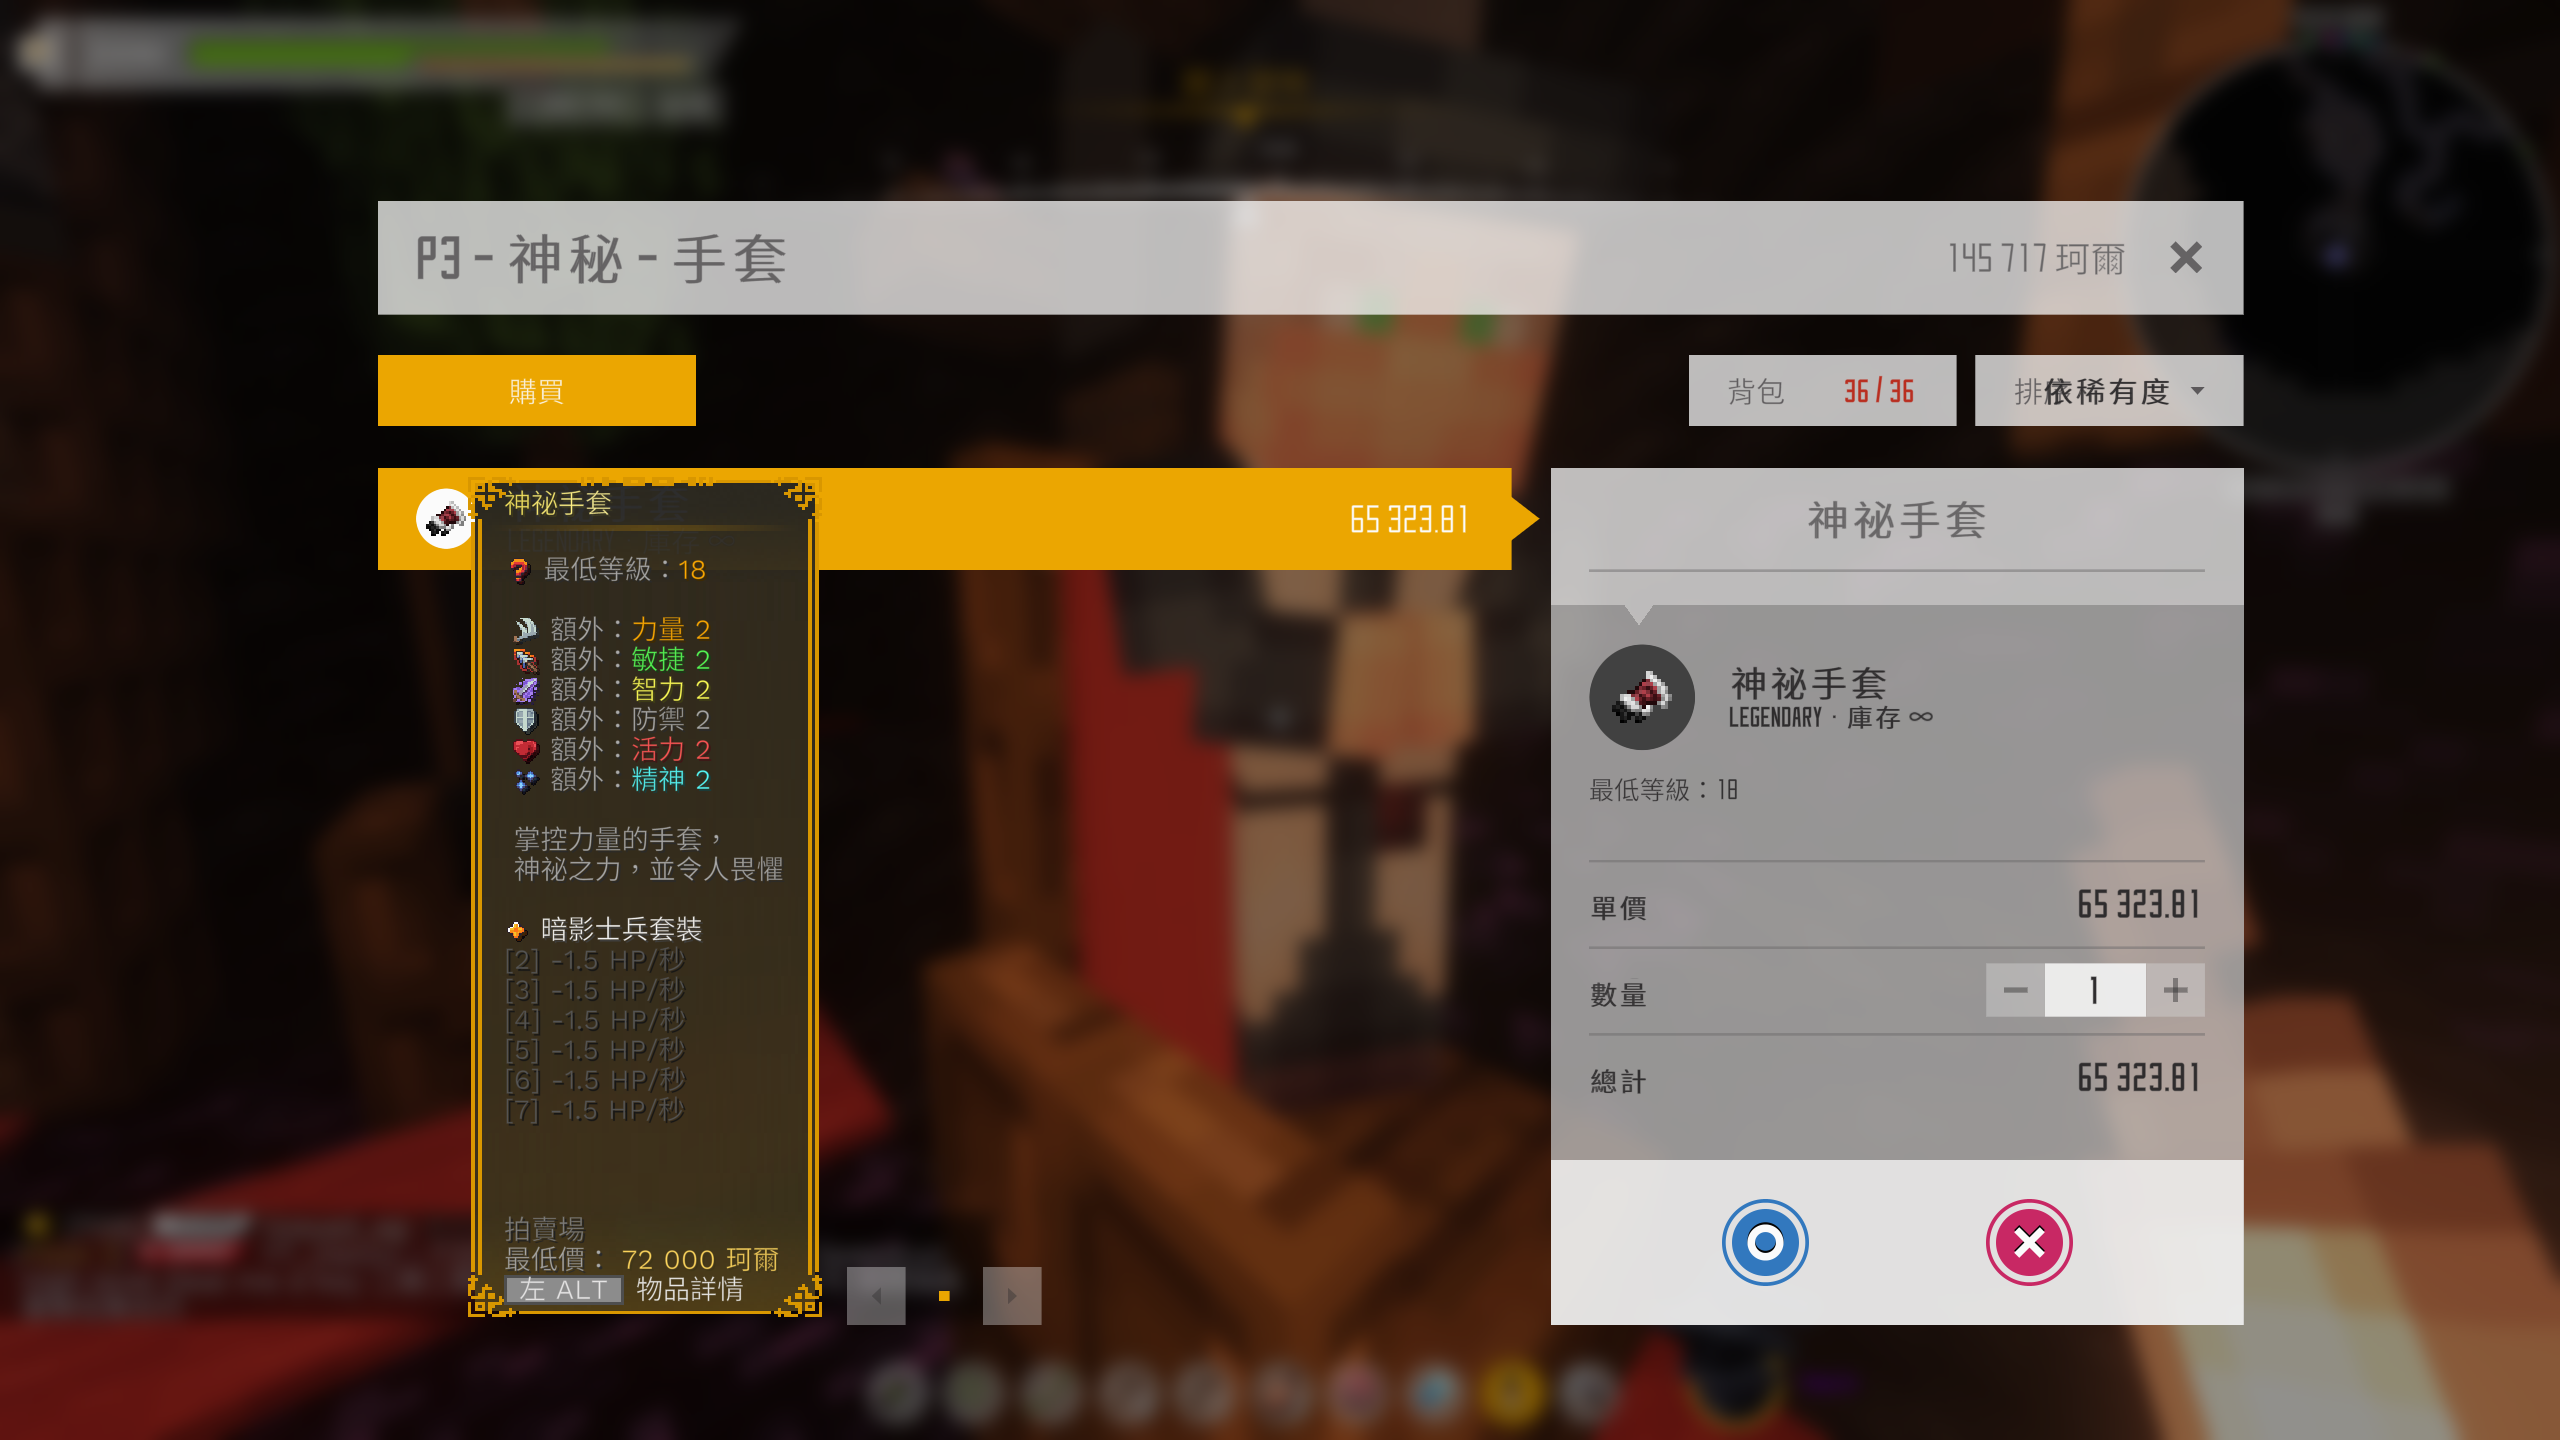 P3 - 神秘 - 手套
145 717 珂爾
購買
背包 36 / 36
依稀有度
65 323.81
神祕手套
最低等級：18
額外：力量 2
額外：敏捷 2
額外：智力 2
額外：防禦 2
額外：活力 2
額外：精神 2
掌控力量的手套，
神祕之力，並令人畏懼
暗影士兵套裝
[2] -1.5 HP/秒
[3] -1.5 HP/秒
[4] -1.5 HP/秒
[5] -1.5 HP/秒
[6] -1.5 HP/秒
[7] -1.5 HP/秒
拍賣場
最低價： 72 000 珂爾
左 ALT 物品詳情
神祕手套
神祕手套
LEGENDARY · 庫存 ∞
最低等級：18
單價 65 323.81
數量 − 1 +
總計 65 323.81